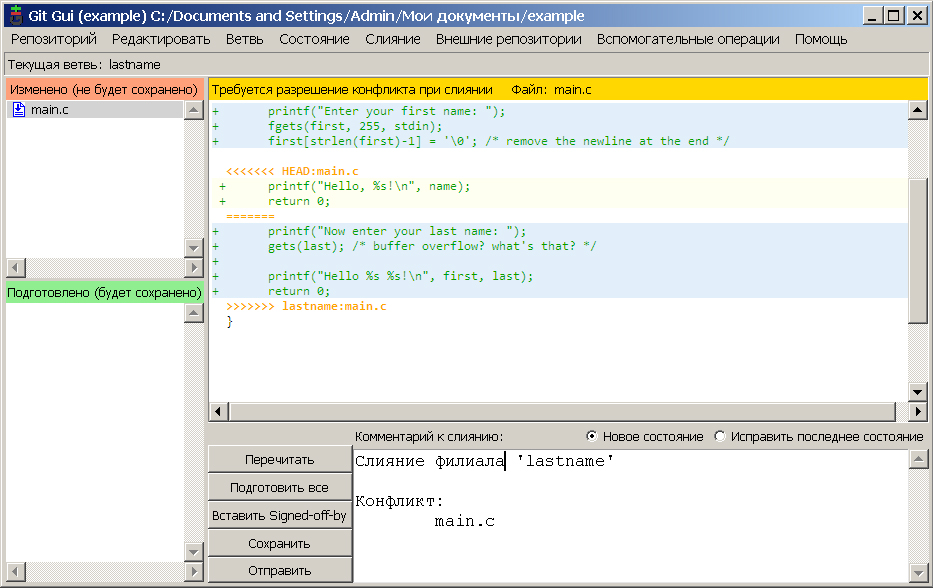 Git Gui (example) C:/Documents and Settings/Admin/Мои документы/example
Репозиторий Редактировать Ветвь Состояние Слияние Внешние репозитории Вспомогательные операции Помощь
Текущая ветвь: lastname
Изменено (не будет сохранено)
main.c
Подготовлено (будет сохранено)
Требуется разрешение конфликта при слиянии Файл: main.c
+ printf("Enter your first name: ");
+ fgets(first, 255, stdin);
+ first[strlen(first)-1] = '\0'; /* remove the newline at the end */
<<<<<<< HEAD:main.c
+ printf("Hello, %s!\n", name);
+ return 0;
=======
+ printf("Now enter your last name: ");
+ gets(last); /* buffer overflow? what's that? */
+
+ printf("Hello %s %s!\n", first, last);
+ return 0;
>>>>>>> lastname:main.c
}
Комментарий к слиянию: Новое состояние Исправить последнее состояние
Перечитать
Подготовить все
Вставить Signed-off-by
Сохранить
Отправить
Слияние филиала 'lastname'
Конфликт:
main.c